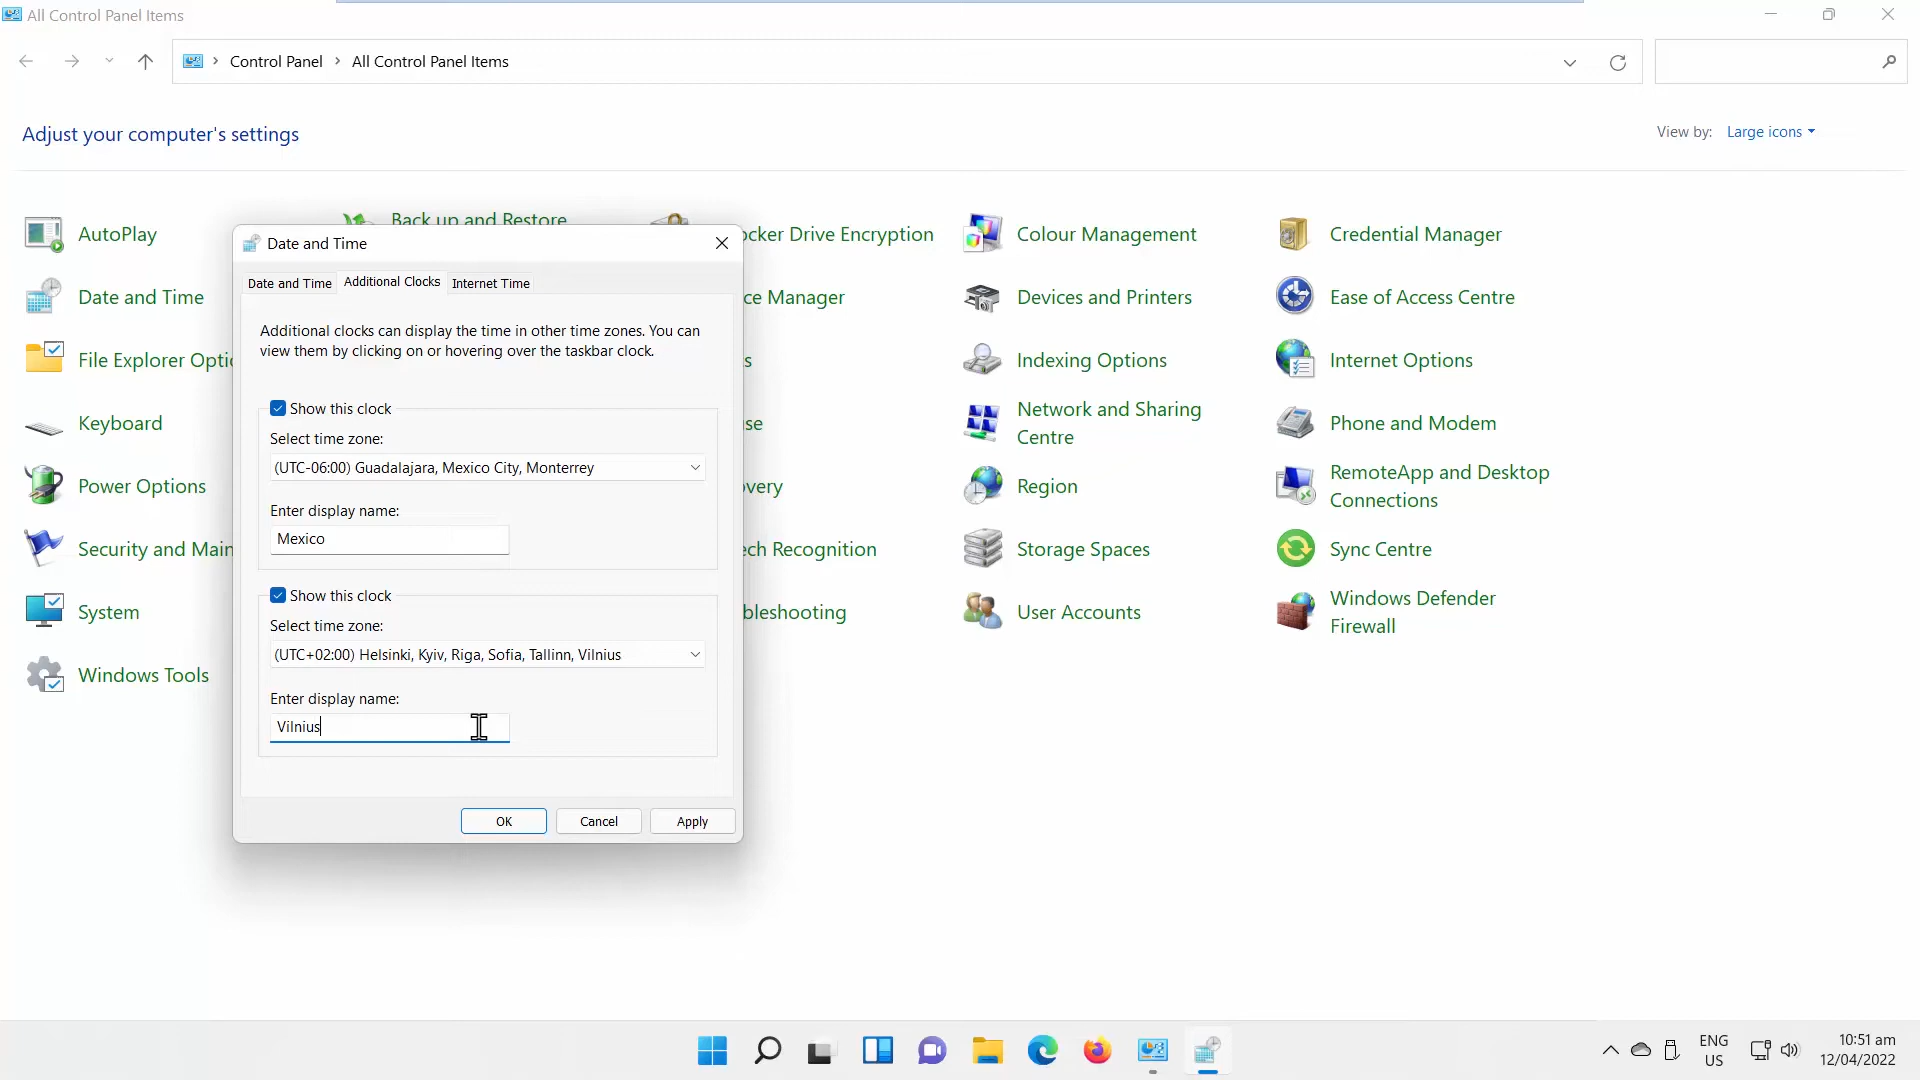 All Control Panel Items
Control Panel > All Control Panel Items
Adjust your computer's settings
View by: Large icons
AutoPlay
Back up and Restore
ocker Drive Encryption
Colour Management
Credential Manager
Date and Time
ce Manager
Devices and Printers
Ease of Access Centre
File Explorer Optic
s
Indexing Options
Internet Options
Keyboard
se
Network and Sharing
Centre
Phone and Modem
Power Options
overy
Region
RemoteApp and Desktop
Connections
Security and Main
ech Recognition
Storage Spaces
Sync Centre
System
bleshooting
User Accounts
Windows Defender
Firewall
Windows Tools
Date and Time
Date and Time Additional Clocks Internet Time
Additional clocks can display the time in other time zones. You can
view them by clicking on or hovering over the taskbar clock.
Show this clock
Select time zone:
(UTC-06:00) Guadalajara, Mexico City, Monterrey
Enter display name:
Mexico
Show this clock
Select time zone:
(UTC+02:00) Helsinki, Kyiv, Riga, Sofia, Tallinn, Vilnius
Enter display name:
Vilnius
OK Cancel Apply
ENG
US
10:51 am
12/04/2022